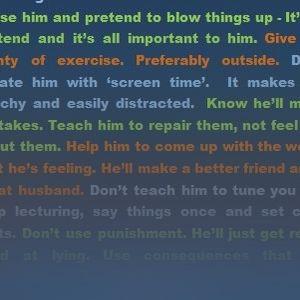 se him and pretend to blow things up - It'
tend and it's all important to him. Give
nty of exercise. Preferably outside. D
ate him with 'screen time'. It makes
chy and easily distracted. Know he'll m
takes. Teach him to repair them, not feel
out them. Help him to come up with the wo
t he's feeling. He'll make a better friend a
at husband. Don't teach him to tune you
p lecturing, say things once and set c
ts. Don't use punishment. He'll just get re
d at lying. Use consequences that